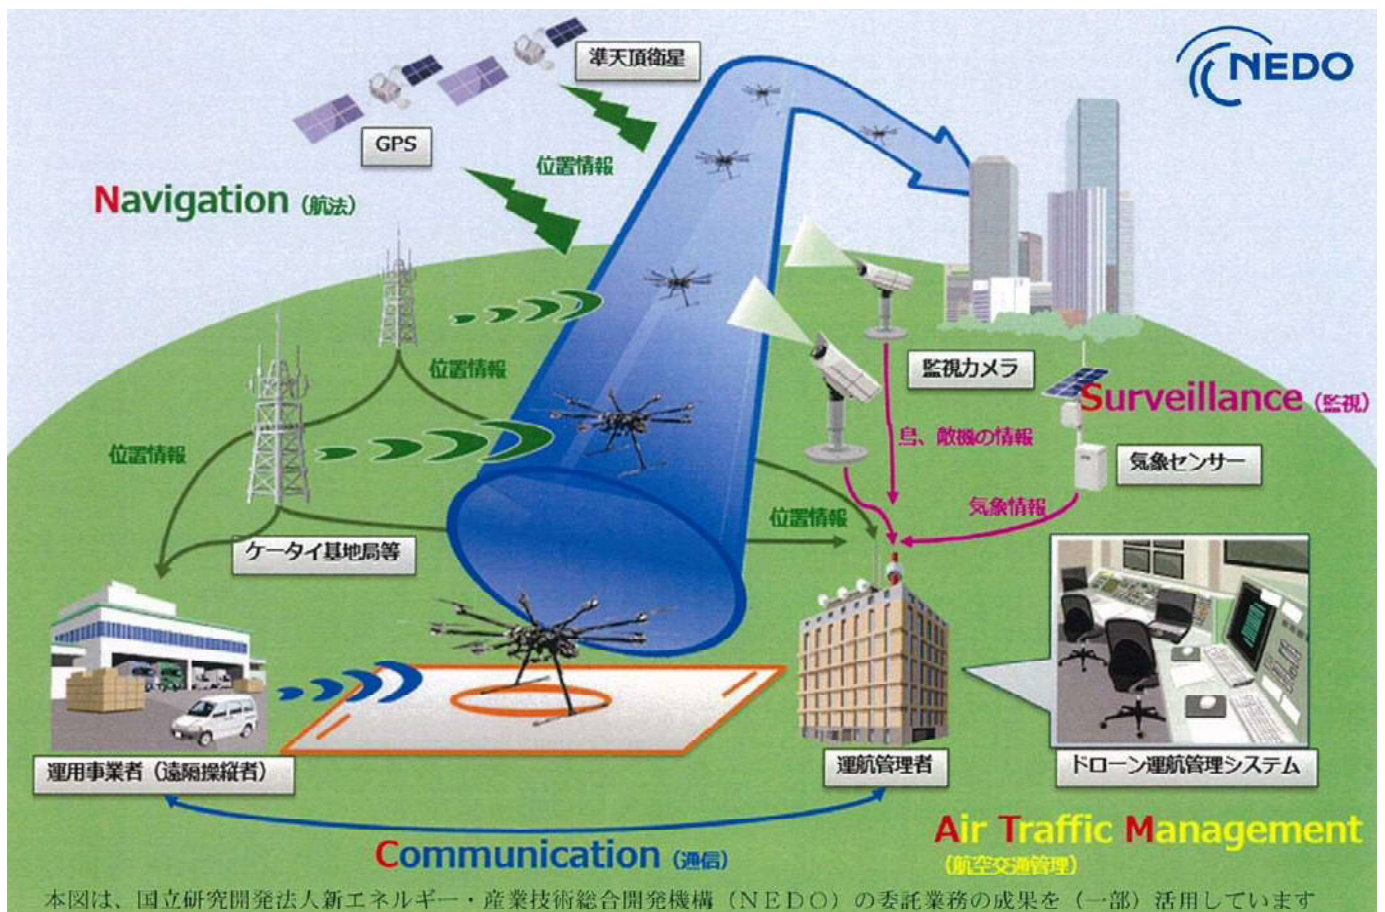 NEDO
準天頂衛星
GPS
位置情報
Navigation (航法)
位置情報
監視カメラ
Surveillance (監視)
位置情報
鳥、敵機の情報
気象センサー
気象情報
位置情報
ケータイ基地局等
運用事業者（遠隔操縦者）
運航管理者
ドローン運航管理システム
Communication (通信)
Air Traffic Management
(航空交通管理)
本図は、国立研究開発法人新エネルギー・産業技術総合開発機構（ＮＥＤＯ）の委託業務の成果を（一部）活用しています